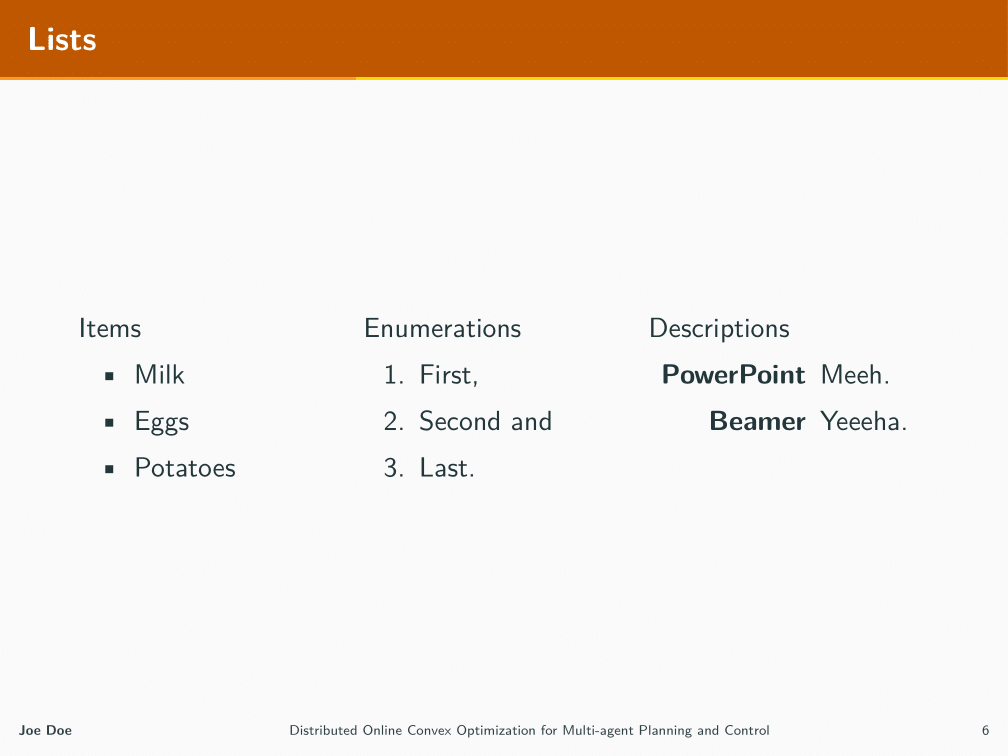 Lists
Items
▪ Milk
▪ Eggs
▪ Potatoes
Enumerations
1. First,
2. Second and
3. Last.
Descriptions
PowerPoint Meeh.
Beamer Yeeeha.
Joe Doe
Distributed Online Convex Optimization for Multi-agent Planning and Control
6